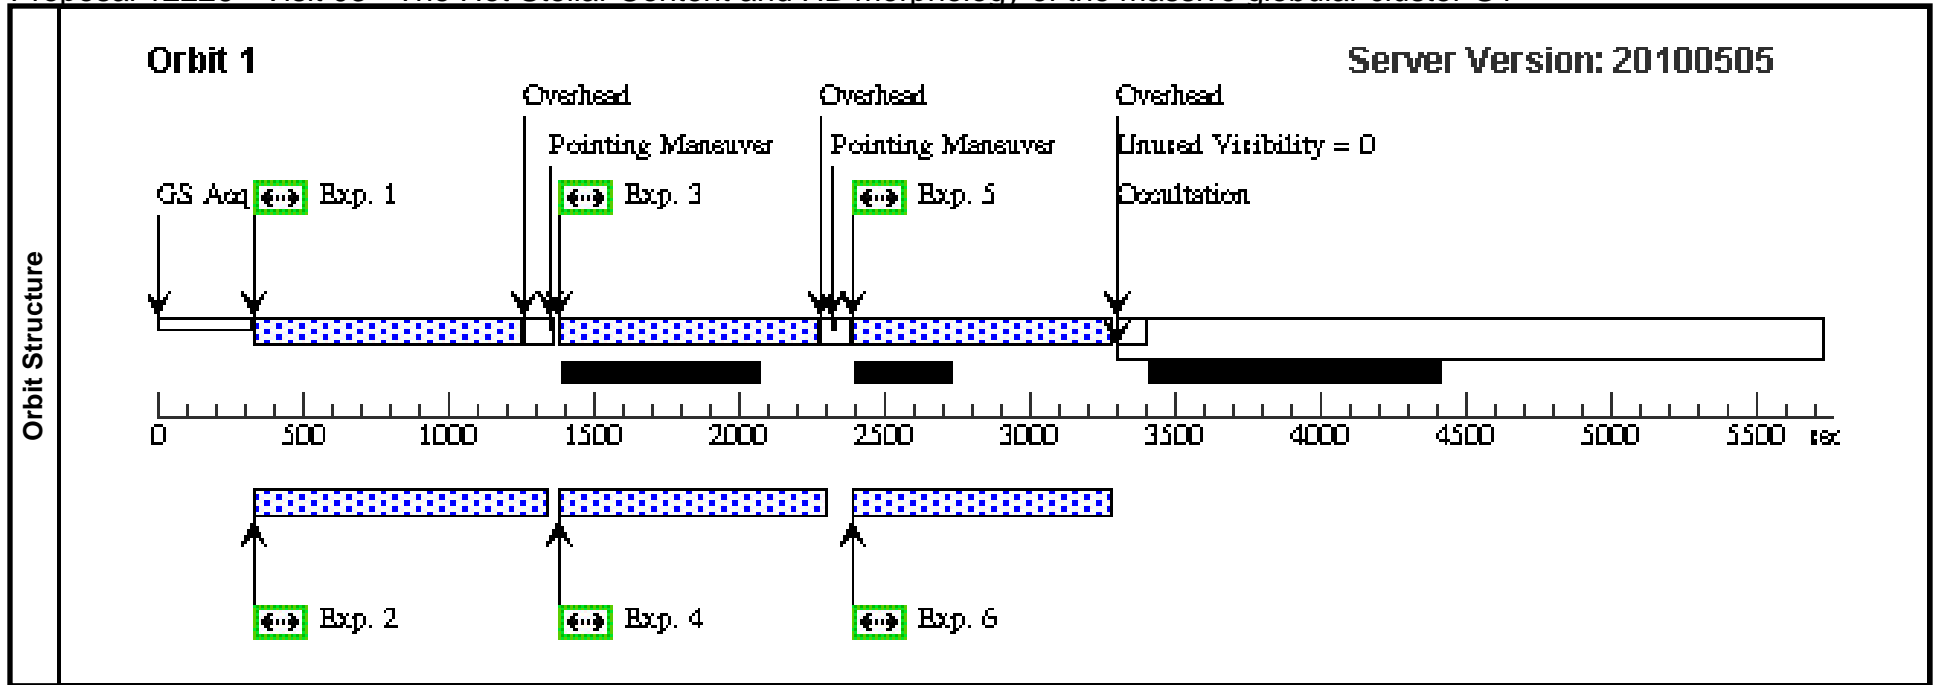 Orbit 1
Server Version: 20100505
Overhead
Overhead
Overhead
Pointing Maneuver
Pointing Maneuver
Unused Visibility = 0
GS Acq
Exp. 1
Exp. 3
Exp. 5
Occultation
Orbit Structure
0 500 1000 1500 2000 2500 3000 3500 4000 4500 5000 5500 sec
Exp. 2
Exp. 4
Exp. 6